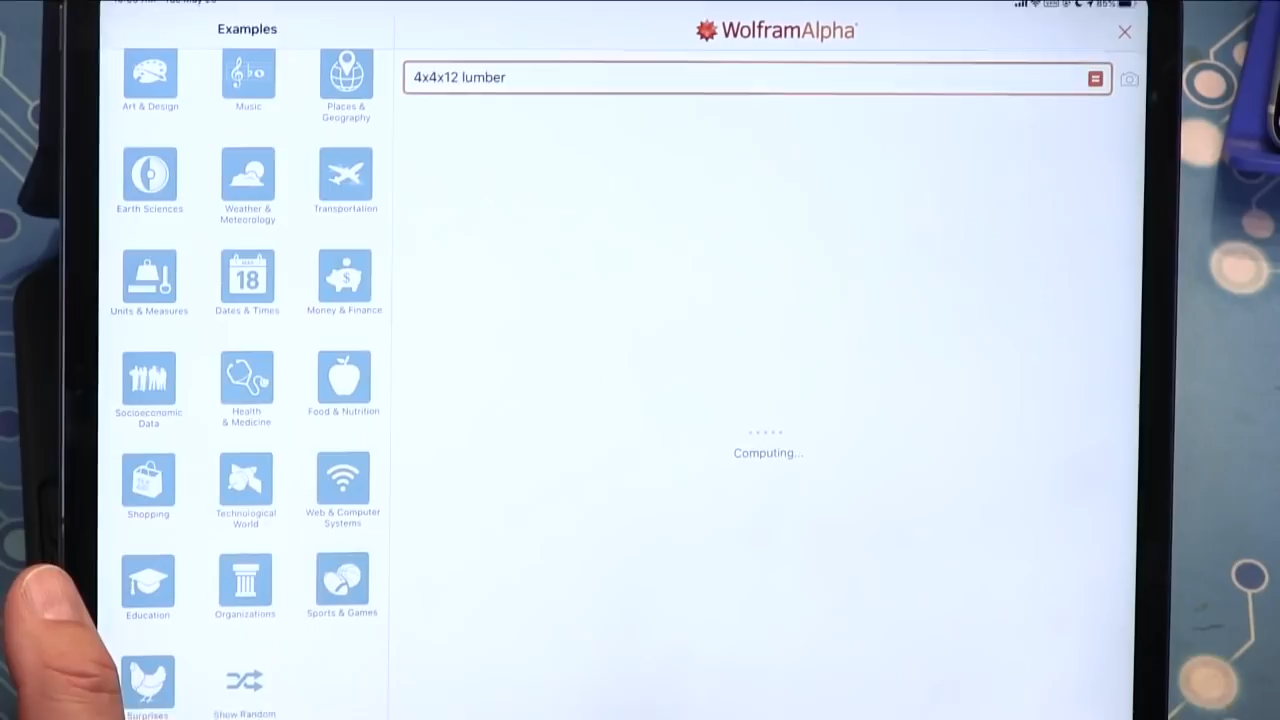 85%
Examples
WolframAlpha
4x4x12 lumber
Art & Design
Music
Places &
Geography
Earth Sciences
Weather &
Meteorology
Transportation
Units & Measures
18
Dates & Times
$
Money & Finance
Socioeconomic
Data
Health
& Medicine
Food & Nutrition
Computing...
Shopping
Technological
World
Web & Computer
Systems
Education
Organizations
Sports & Games
Surprises
Show Random